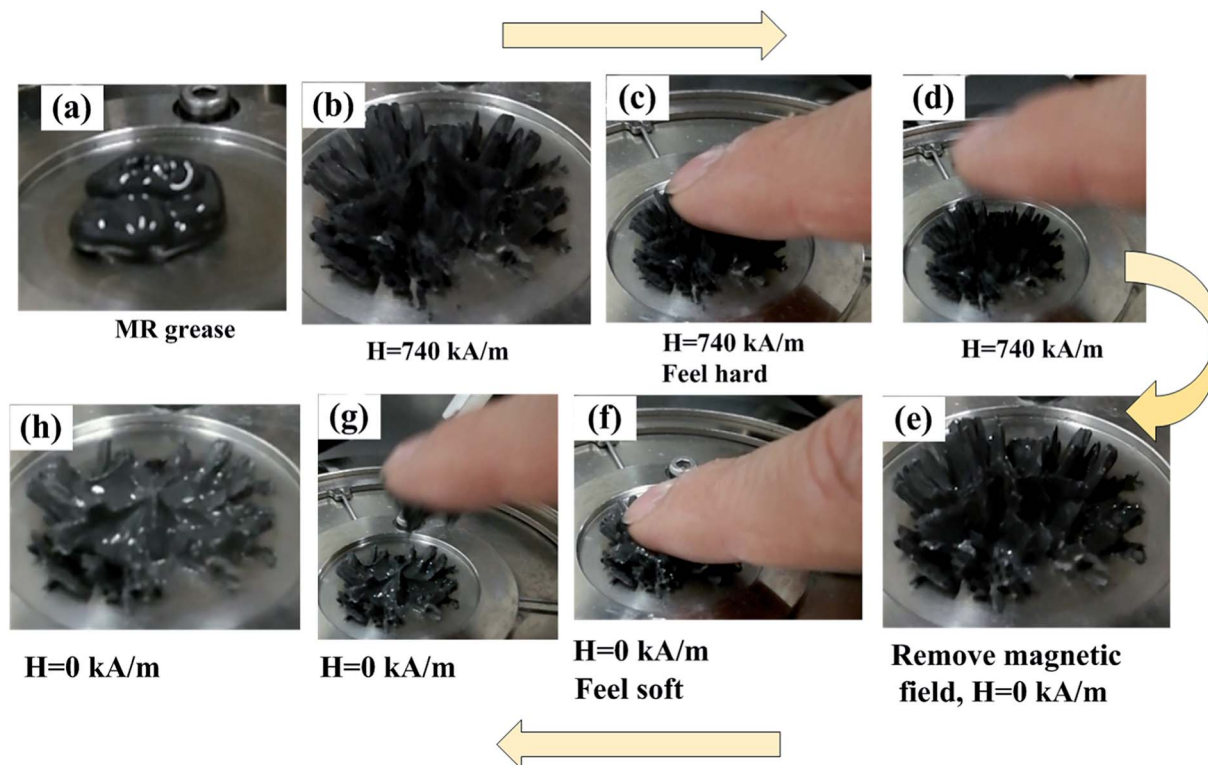 (a)
(b)
(c)
(d)
MR grease
H=740 kA/m
H=740 kA/m
Feel hard
H=740 kA/m
(h)
(g)
(f)
(e)
H=0 kA/m
H=0 kA/m
H=0 kA/m
Feel soft
Remove magnetic
field, H=0 kA/m